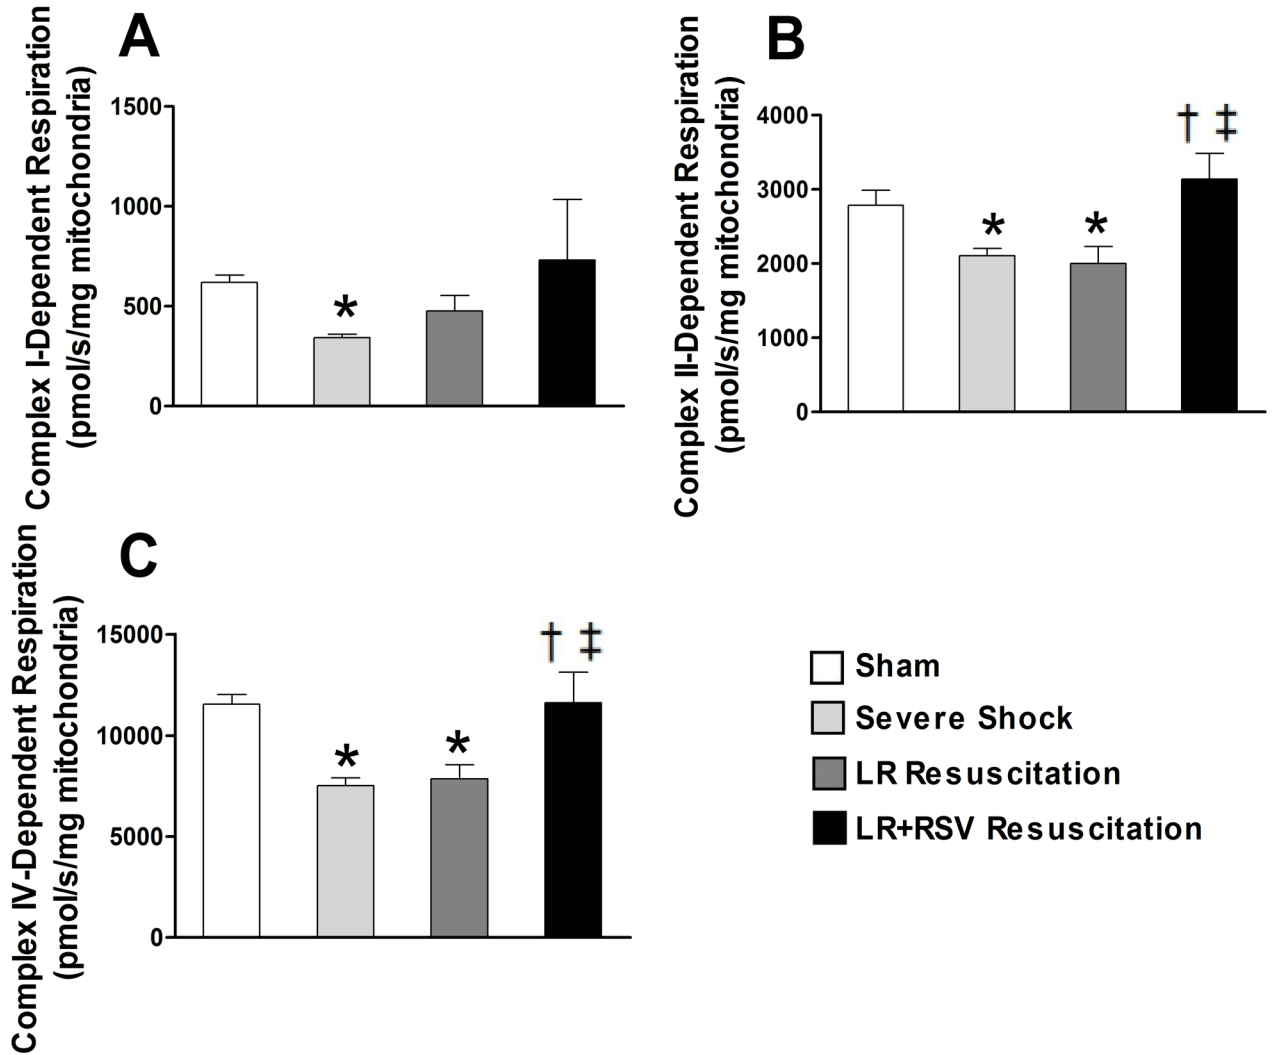 A
Complex I-Dependent Respiration
(pmol/s/mg mitochondria)
1500
1000
500
0
*
B
Complex II-Dependent Respiration
(pmol/s/mg mitochondria)
4000
3000
2000
1000
0
*
*
† ‡
C
Complex IV-Dependent Respiration
(pmol/s/mg mitochondria)
15000
10000
5000
0
*
*
† ‡
Sham
Severe Shock
LR Resuscitation
LR+RSV Resuscitation